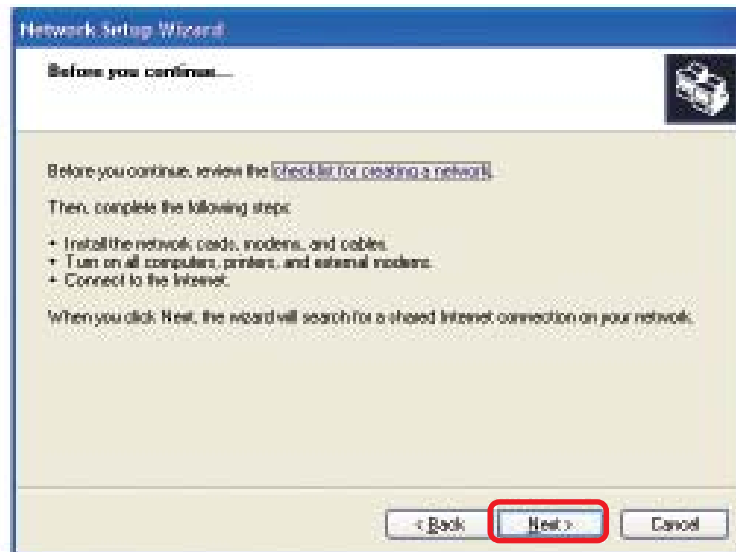 Network Setup Wizard
Before you continue...
Before you continue, review the checklist for creating a network.
Then, complete the following steps:
• Install the network cards, modems, and cables.
• Turn on all computers, printers, and external modems.
• Connect to the Internet.
When you click Next, the wizard will search for a shared Internet connection on your network.
< Back Next > Cancel